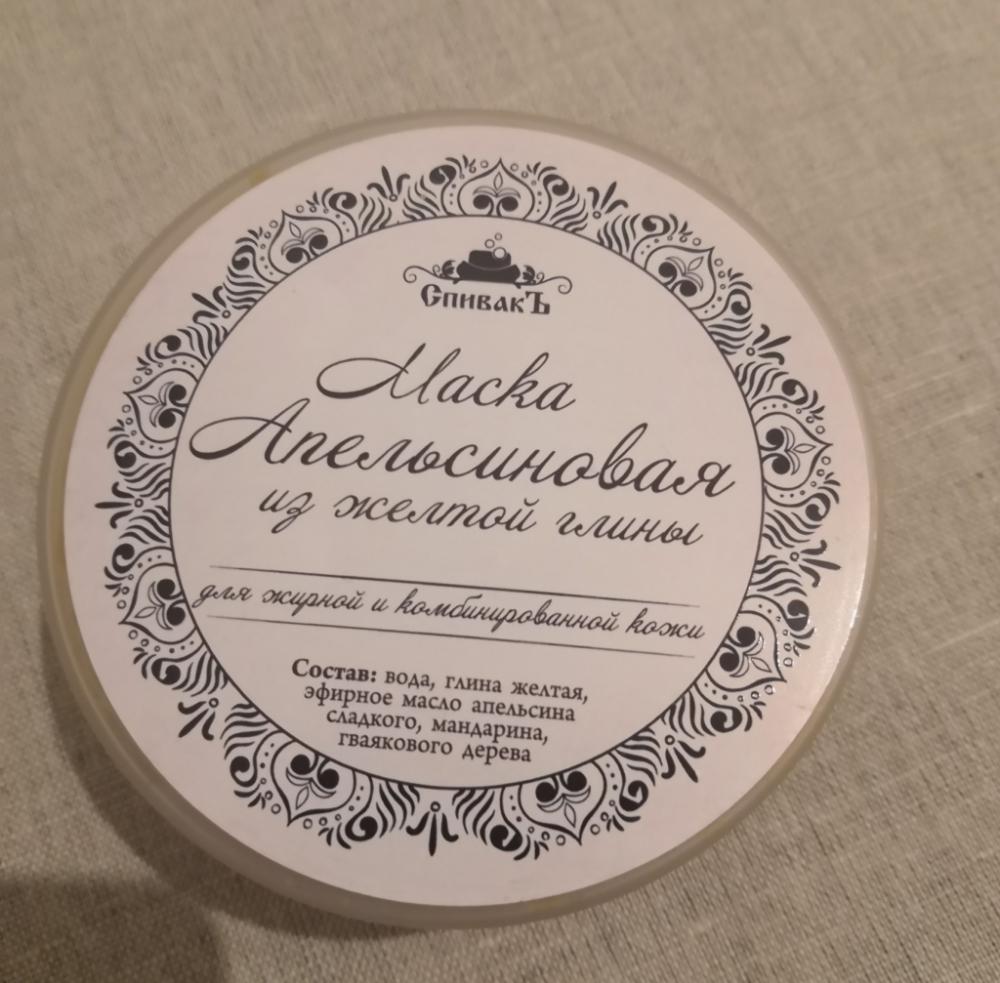 СпивакЪ
Маска
Апельсиновая
из желтой глины
для жирной и комбинированной кожи
Состав: вода, глина желтая,
эфирное масло апельсина
сладкого, мандарина,
гваякового дерева